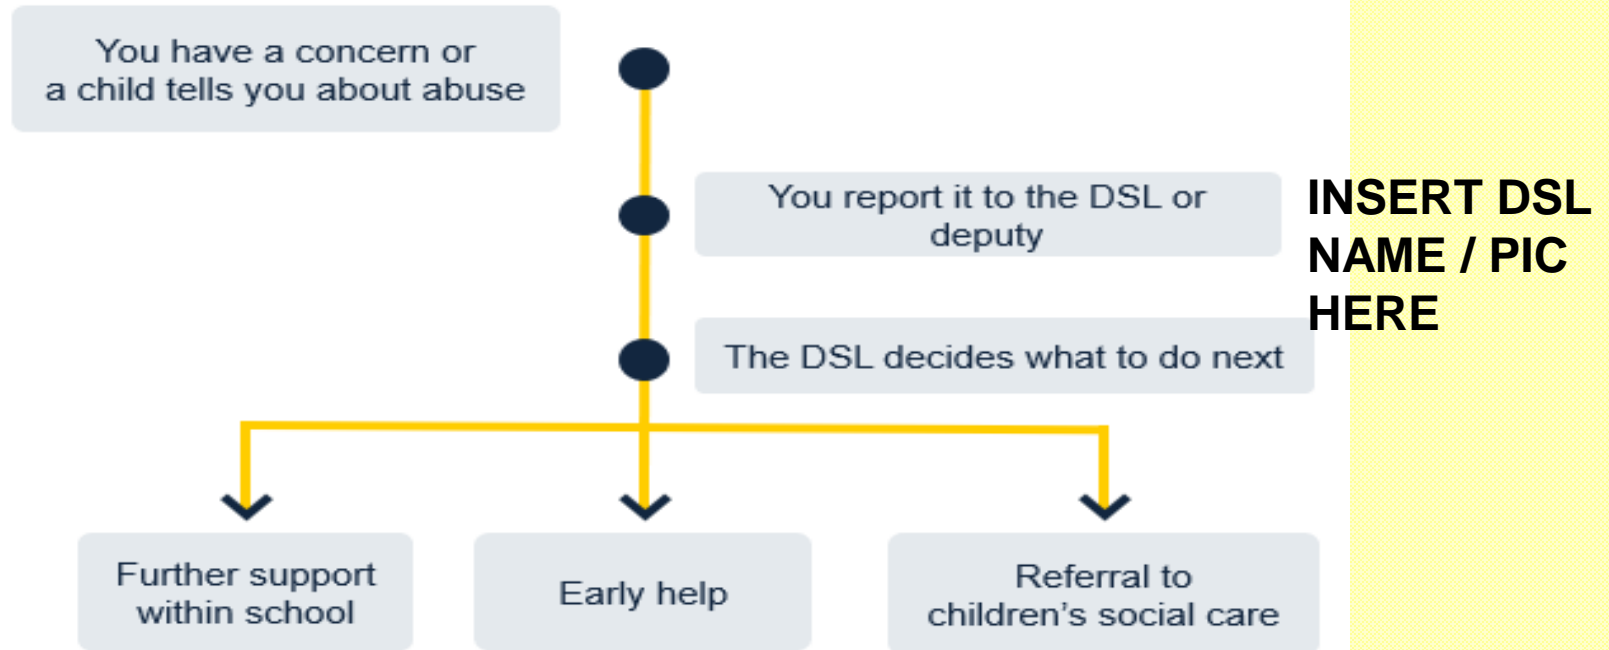 You have a concern or
a child tells you about abuse
You report it to the DSL or
deputy
INSERT DSL
NAME / PIC
HERE
The DSL decides what to do next
Further support
within school
Early help
Referral to
children's social care